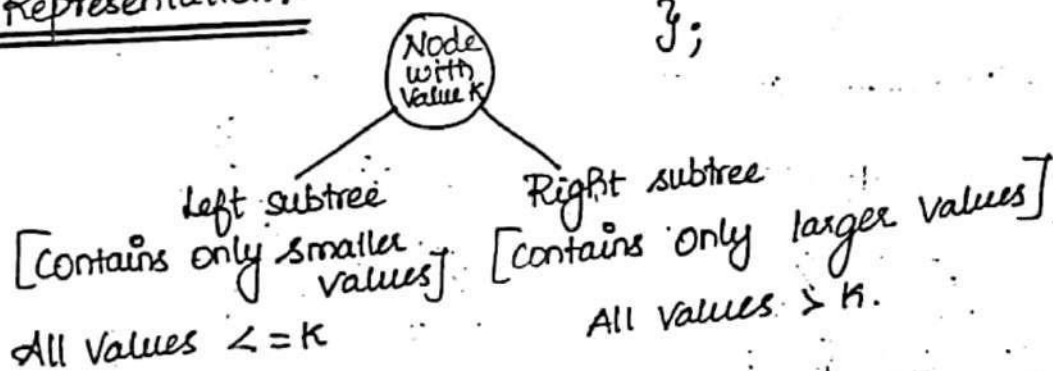 Representation:
};
Node
with
Value K
Left subtree
Right subtree
[Contains only smaller
values]
[Contains only larger values]
All values <=K
All values > K.